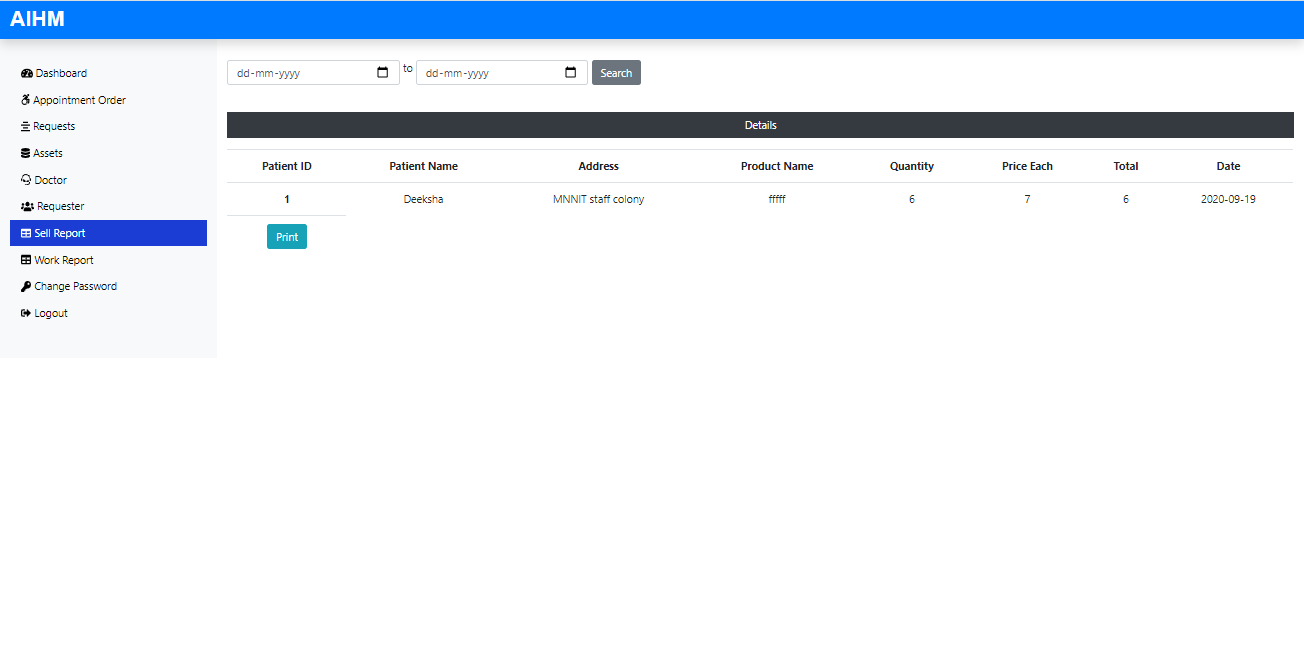 AIHM
Dashboard
Appointment Order
Requests
Assets
Doctor
Requester
Sell Report
Work Report
Change Password
Logout
dd-mm-yyyy to dd-mm-yyyy Search
Details
Patient ID Patient Name Address Product Name Quantity Price Each Total Date
1 Deeksha MNNIT staff colony fffff 6 7 6 2020-09-19
Print